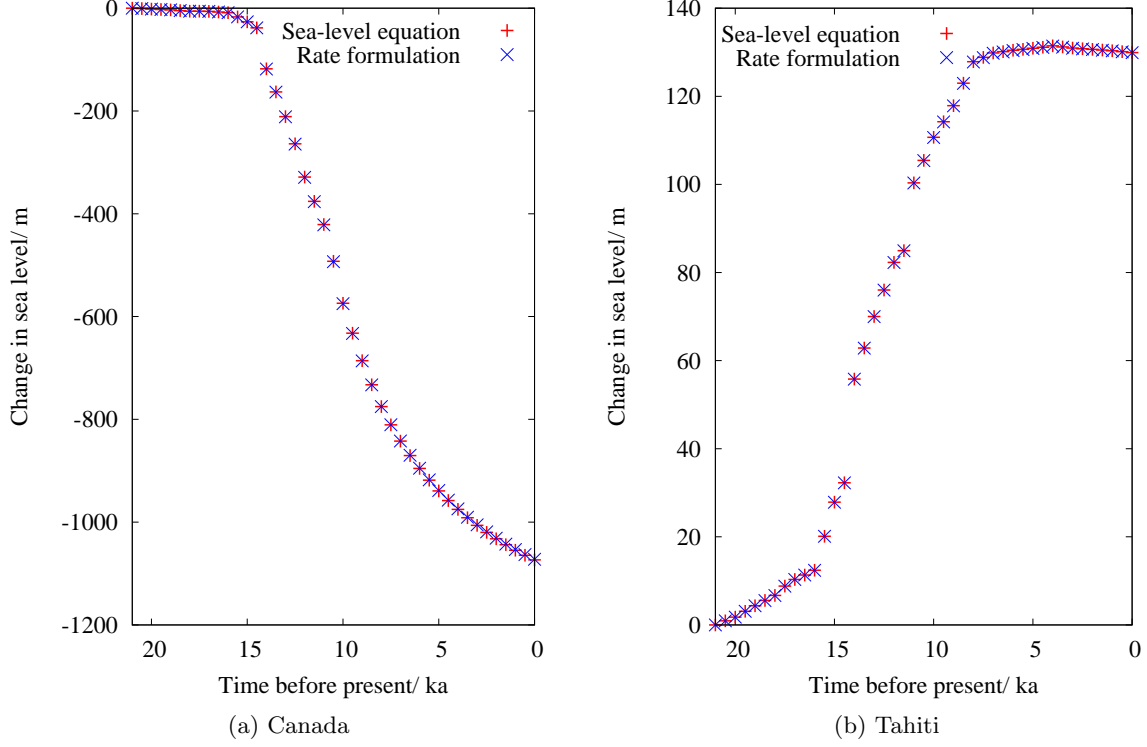 0
-200
-400
-600
-800
-1000
-1200
20
15
10
5
0
Change in sea level/ m
Time before present/ ka
Sea-level equation
Rate formulation
(a) Canada
140
120
100
80
60
40
20
0
20
15
10
5
0
Change in sea level/ m
Time before present/ ka
Sea-level equation
Rate formulation
(b) Tahiti